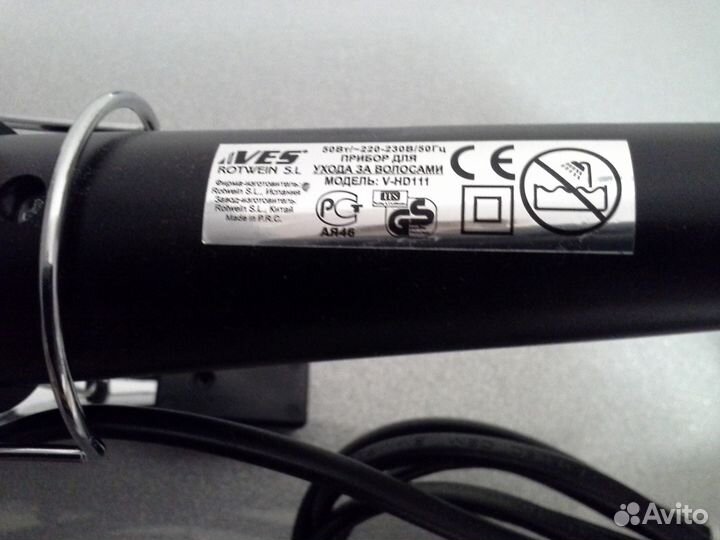 VES
ROTWEIN S.L
Фирма-изготовитель
Rotwein S.L., Испания
Завод-изготовитель
Rotwein S.L., Китай
Made in P.R.C.
50Вт/~220-230В/50Гц
ПРИБОР ДЛЯ
УХОДА ЗА ВОЛОСАМИ
МОДЕЛЬ: V-HD111
РСТ
АЯ46
GS
CE
Avito